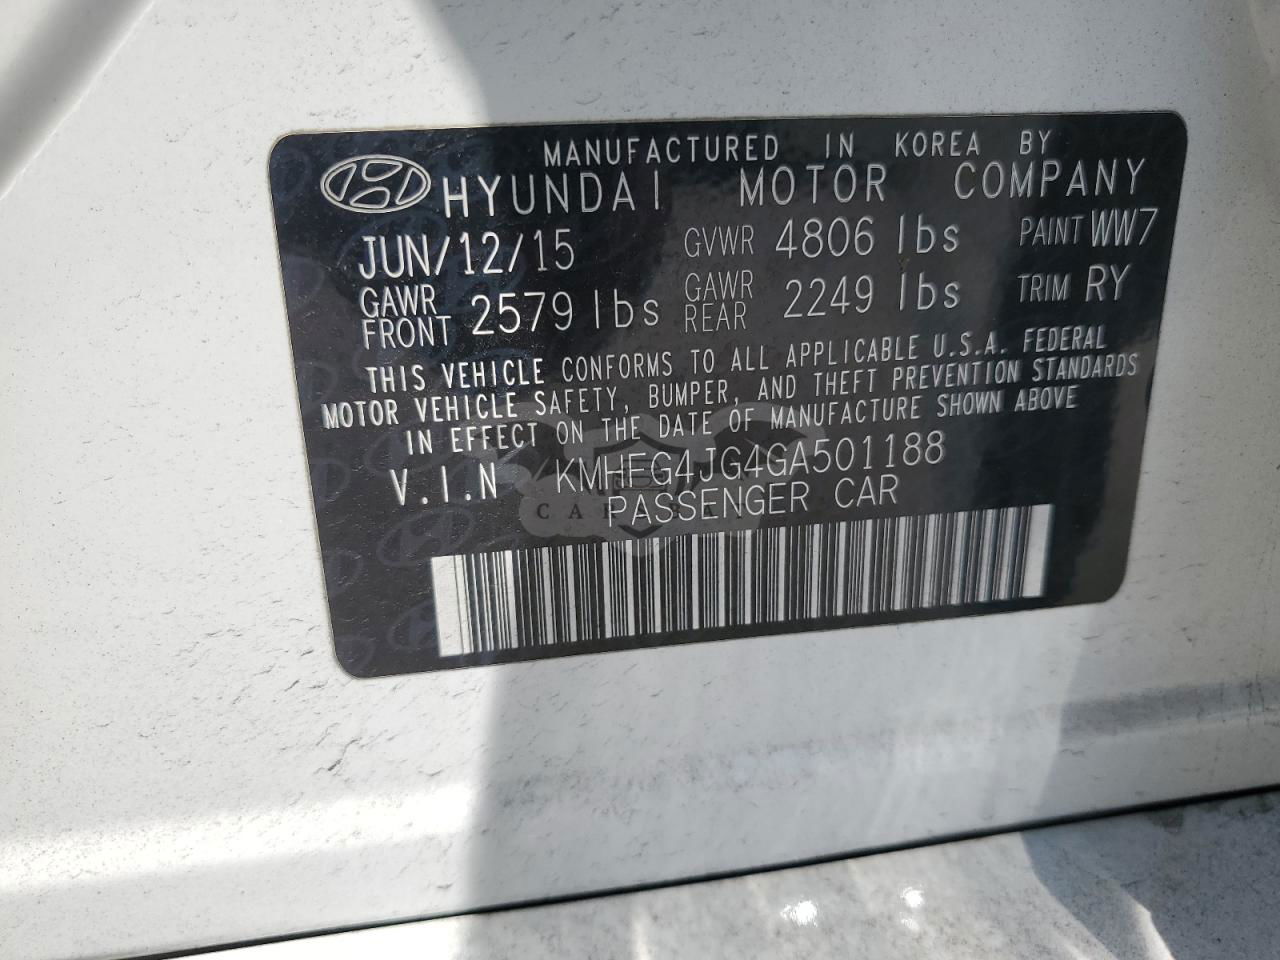 MANUFACTURED IN KOREA BY
HYUNDAI MOTOR COMPANY
JUN/12/15 GVWR 4806 lbs PAINT WW7
GAWR FRONT 2579 lbs GAWR REAR 2249 lbs TRIM RY
THIS VEHICLE CONFORMS TO ALL APPLICABLE U.S.A. FEDERAL
MOTOR VEHICLE SAFETY, BUMPER, AND THEFT PREVENTION STANDARDS
IN EFFECT ON THE DATE OF MANUFACTURE SHOWN ABOVE
V.I.N KMHFG4JG4GA501188
PASSENGER CAR